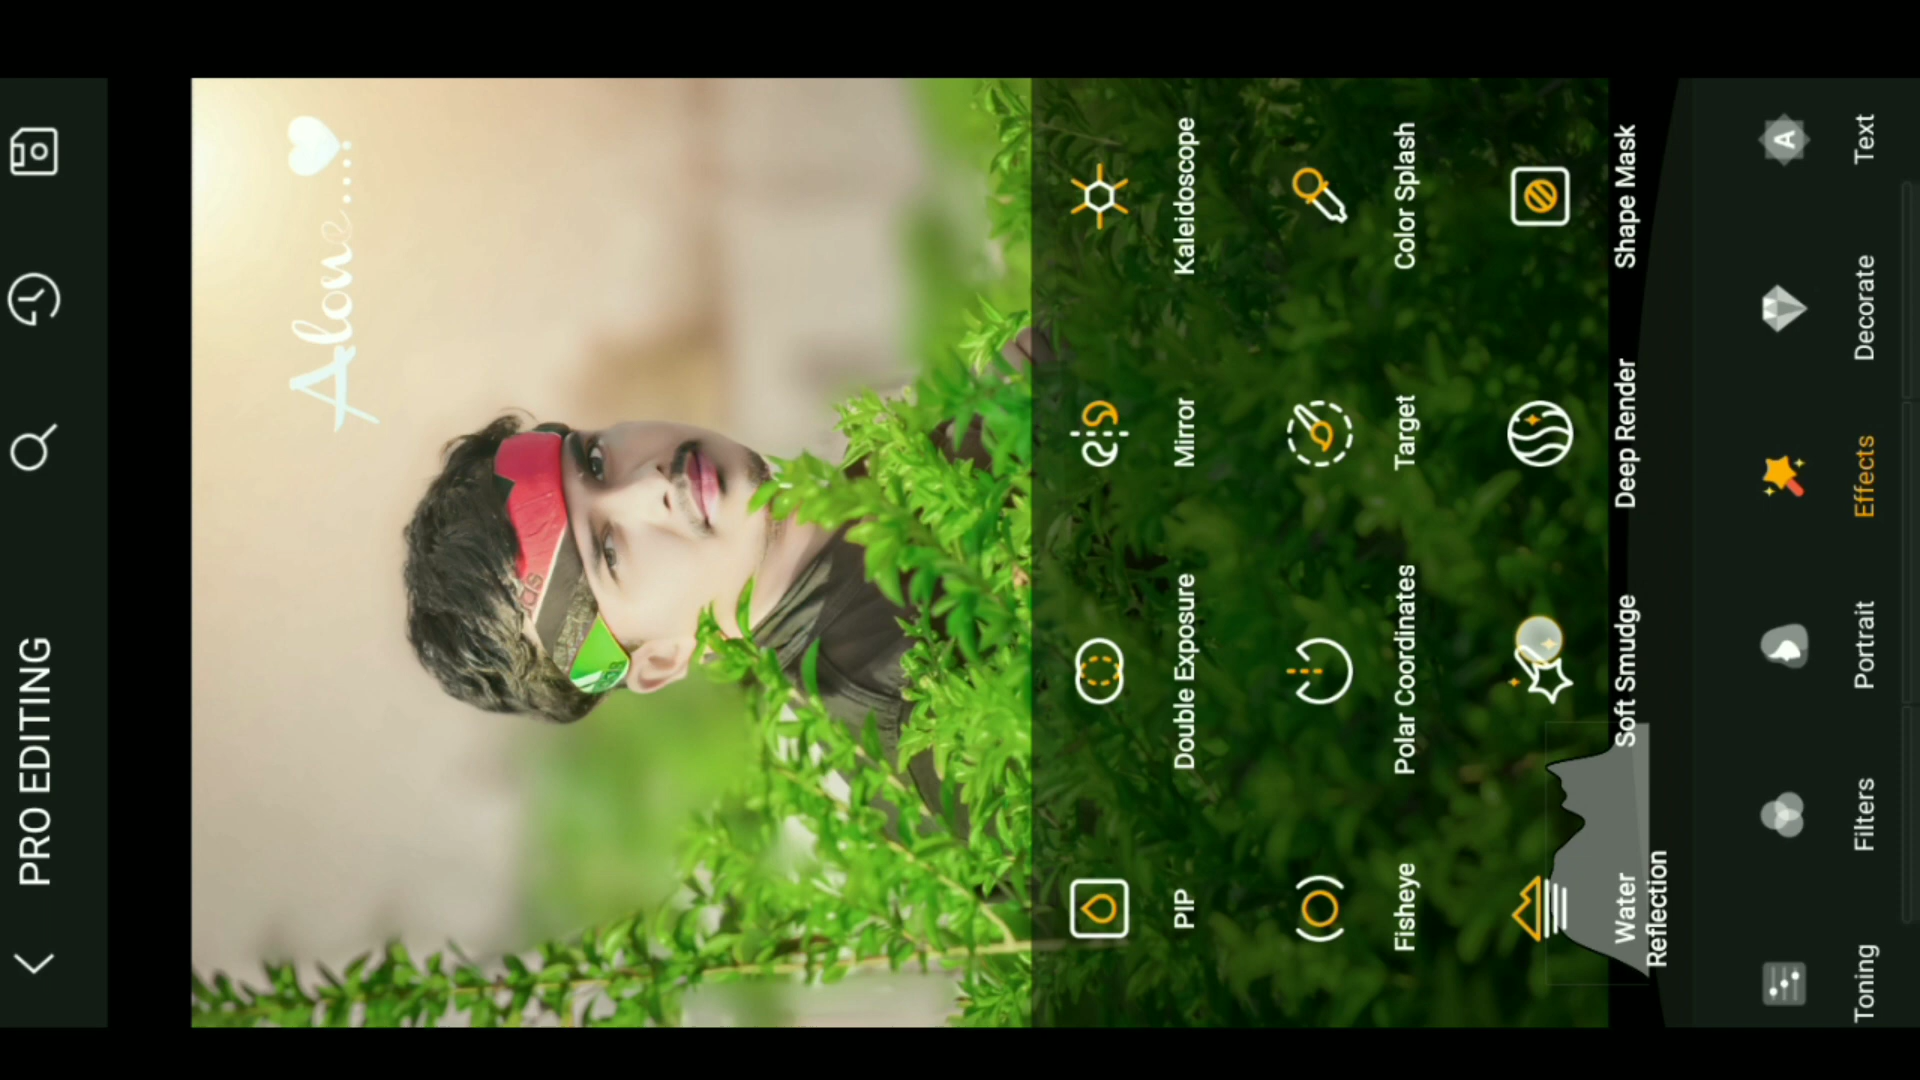 PRO EDITING
Alone....
PIP
Double Exposure
Mirror
Kaleidoscope
Fisheye
Polar Coordinates
Target
Color Splash
Water
Reflection
Soft Smudge
Deep Render
Shape Mask
Toning
Filters
Portrait
Effects
Decorate
A
Text